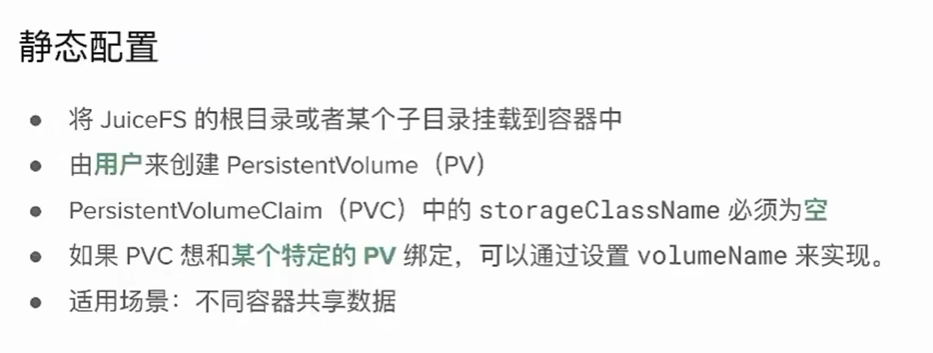 静态配置
● 将 JuiceFS 的根目录或者某个子目录挂载到容器中
● 由用户来创建 PersistentVolume（PV）
● PersistentVolumeClaim（PVC）中的 storageClassName 必须为空
● 如果 PVC 想和某个特定的 PV 绑定，可以通过设置 volumeName 来实现。
● 适用场景：不同容器共享数据